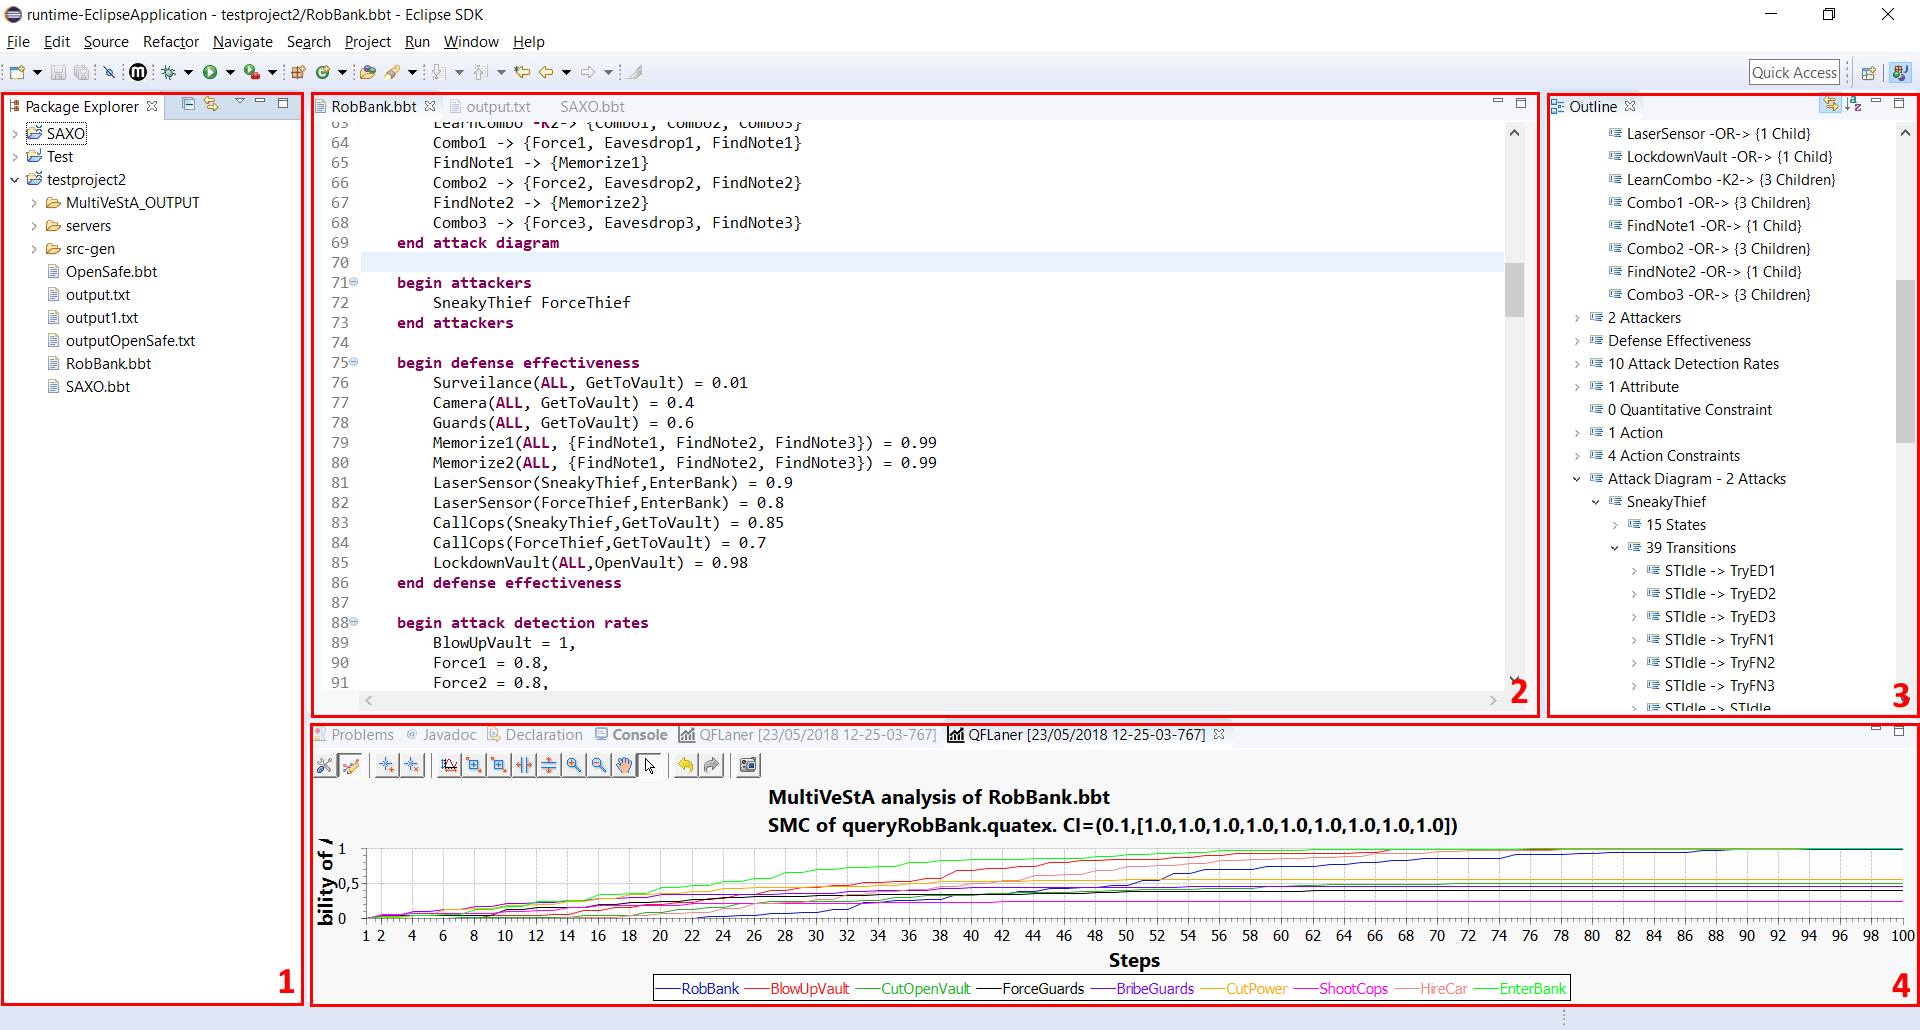 runtime-EclipseApplication - testproject2/RobBank.bbt - Eclipse SDK
File Edit Source Refactor Navigate Search Project Run Window Help
Quick Access
Package Explorer
SAXO
Test
testproject2
MultiVeStA_OUTPUT
servers
src-gen
OpenSafe.bbt
output.txt
output1.txt
outputOpenSafe.txt
RobBank.bbt
SAXO.bbt
1
RobBank.bbt output.txt SAXO.bbt
63 LearnCombo -K2-> {Combo1, Combo2, Combo3}
64 Combo1 -> {Force1, Eavesdrop1, FindNote1}
65 FindNote1 -> {Memorize1}
66 Combo2 -> {Force2, Eavesdrop2, FindNote2}
67 FindNote2 -> {Memorize2}
68 Combo3 -> {Force3, Eavesdrop3, FindNote3}
69 end attack diagram
70
71 begin attackers
72 SneakyThief ForceThief
73 end attackers
74
75 begin defense effectiveness
76 Surveilance(ALL, GetToVault) = 0.01
77 Camera(ALL, GetToVault) = 0.4
78 Guards(ALL, GetToVault) = 0.6
79 Memorize1(ALL, {FindNote1, FindNote2, FindNote3}) = 0.99
80 Memorize2(ALL, {FindNote1, FindNote2, FindNote3}) = 0.99
81 LaserSensor(SneakyThief,EnterBank) = 0.9
82 LaserSensor(ForceThief,EnterBank) = 0.8
83 CallCops(SneakyThief,GetToVault) = 0.85
84 CallCops(ForceThief,GetToVault) = 0.7
85 LockdownVault(ALL,OpenVault) = 0.98
86 end defense effectiveness
87
88 begin attack detection rates
89 BlowUpVault = 1,
90 Force1 = 0.8,
91 Force2 = 0.8,
2
Outline
LaserSensor -OR-> {1 Child}
LockdownVault -OR-> {1 Child}
LearnCombo -K2-> {3 Children}
Combo1 -OR-> {3 Children}
FindNote1 -OR-> {1 Child}
Combo2 -OR-> {3 Children}
FindNote2 -OR-> {1 Child}
Combo3 -OR-> {3 Children}
2 Attackers
Defense Effectiveness
10 Attack Detection Rates
1 Attribute
0 Quantitative Constraint
1 Action
4 Action Constraints
Attack Diagram - 2 Attacks
SneakyThief
15 States
39 Transitions
STIdle -> TryED1
STIdle -> TryED2
STIdle -> TryED3
STIdle -> TryFN1
STIdle -> TryFN2
STIdle -> TryFN3
STIdle -> STIdle
3
Problems Javadoc Declaration Console QFLaner [23/05/2018 12-25-03-767] QFLaner [23/05/2018 12-25-03-767]
MultiVeStA analysis of RobBank.bbt
SMC of queryRobBank.quatex. CI=(0.1,[1.0,1.0,1.0,1.0,1.0,1.0,1.0,1.0,1.0])
bility of
1
0,5
0
1 2 4 6 8 10 12 14 16 18 20 22 24 26 28 30 32 34 36 38 40 42 44 46 48 50 52 54 56 58 60 62 64 66 68 70 72 74 76 78 80 82 84 86 88 90 92 94 96 98 100
Steps
RobBank BlowUpVault CutOpenVault ForceGuards BribeGuards CutPower ShootCops HireCar EnterBank
4